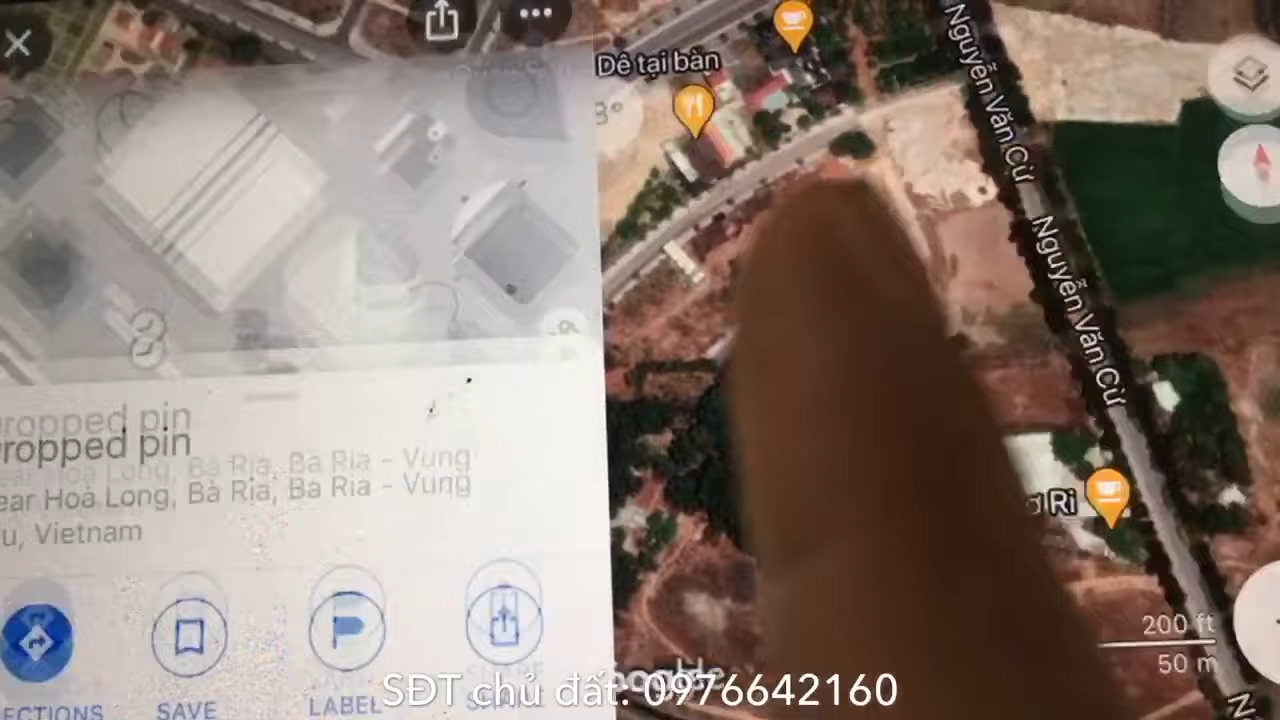 Dê tại bàn
Nguyễn Văn Cừ
Nguyễn Văn Cừ
ropped pin
ropped pin
ear Hoà Long, Bà Rịa, Bà Rịa - Vung
ear Hoà Long, Bà Rịa, Bà Rịa - Vung
u, Vietnam
Ri
200 ft
50 m
ECTIONS
SAVE
LABEL
SĐT chủ đất: 0976642160